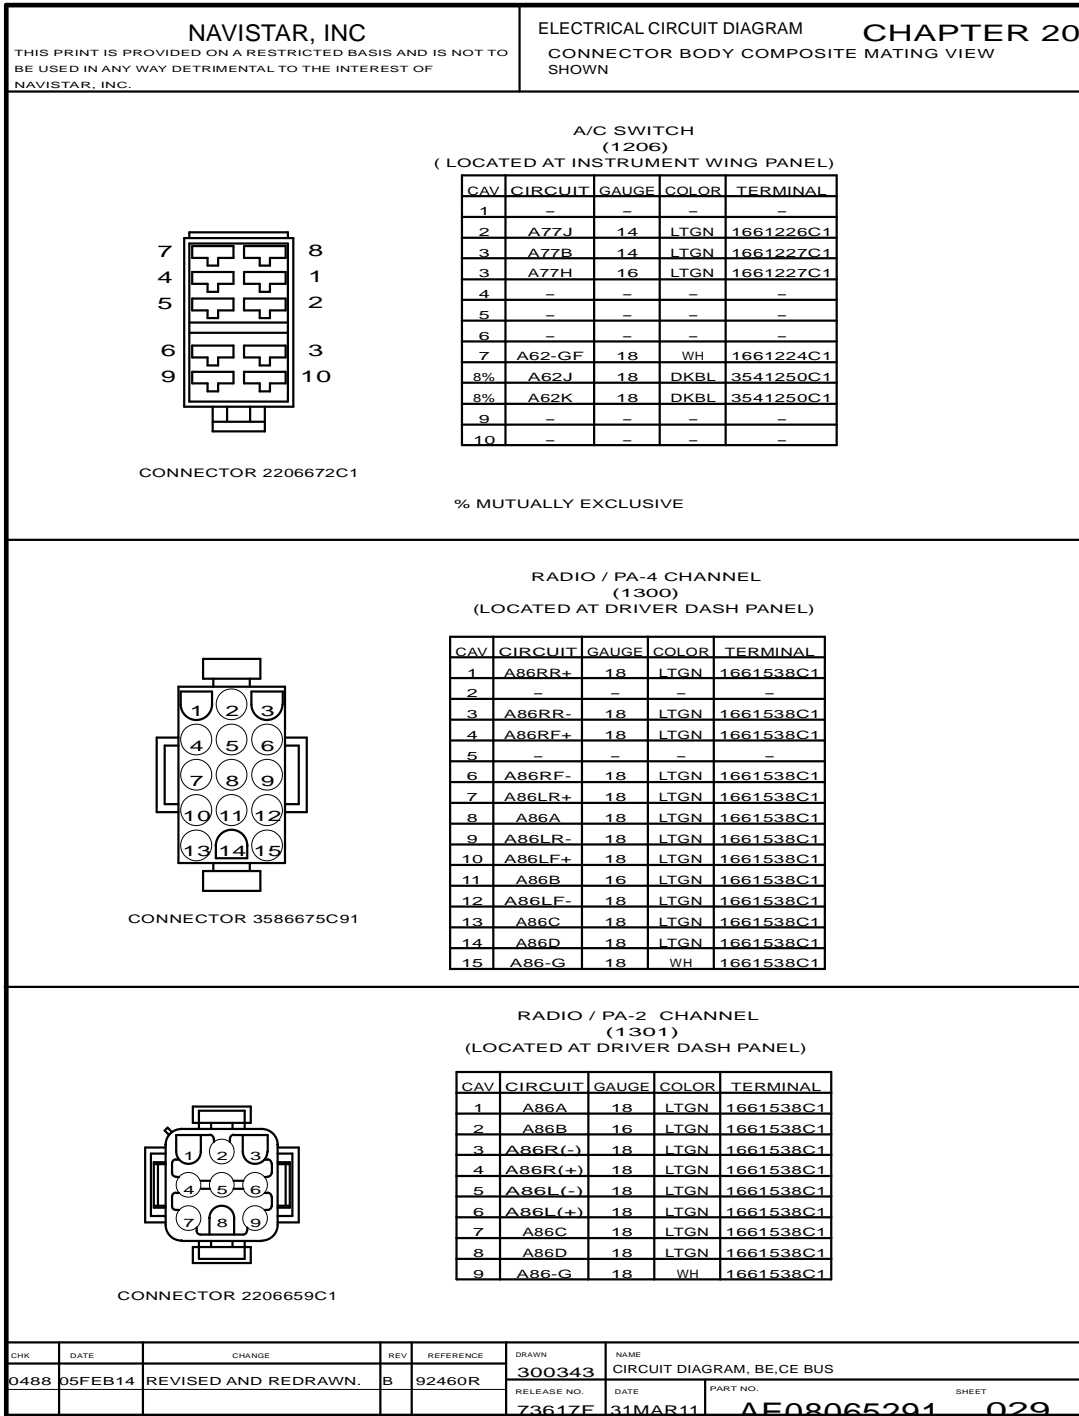 NAVISTAR, INC
THIS PRINT IS PROVIDED ON A RESTRICTED BASIS AND IS NOT TO
BE USED IN ANY WAY DETRIMENTAL TO THE INTEREST OF
NAVISTAR, INC.
ELECTRICAL CIRCUIT DIAGRAM CHAPTER 20
CONNECTOR BODY COMPOSITE MATING VIEW
SHOWN
A/C SWITCH
(1206)
( LOCATED AT INSTRUMENT WING PANEL)
CAV CIRCUIT GAUGE COLOR TERMINAL
1 – – – –
2 A77J 14 LTGN 1661226C1
3 A77B 14 LTGN 1661227C1
3 A77H 16 LTGN 1661227C1
4 – – – –
5 – – – –
6 – – – –
7 A62-GF 18 WH 1661224C1
8% A62J 18 DKBL 3541250C1
8% A62K 18 DKBL 3541250C1
9 – – – –
10 – – – –
7 8
4 1
5 2
6 3
9 10
CONNECTOR 2206672C1
% MUTUALLY EXCLUSIVE
RADIO / PA-4 CHANNEL
(1300)
(LOCATED AT DRIVER DASH PANEL)
CAV CIRCUIT GAUGE COLOR TERMINAL
1 A86RR+ 18 LTGN 1661538C1
2 – – – –
3 A86RR- 18 LTGN 1661538C1
4 A86RF+ 18 LTGN 1661538C1
5 – – – –
6 A86RF- 18 LTGN 1661538C1
7 A86LR+ 18 LTGN 1661538C1
8 A86A 18 LTGN 1661538C1
9 A86LR- 18 LTGN 1661538C1
10 A86LF+ 18 LTGN 1661538C1
11 A86B 16 LTGN 1661538C1
12 A86LF- 18 LTGN 1661538C1
13 A86C 18 LTGN 1661538C1
14 A86D 18 LTGN 1661538C1
15 A86-G 18 WH 1661538C1
1 2 3
4 5 6
7 8 9
10 11 12
13 14 15
CONNECTOR 3586675C91
RADIO / PA-2 CHANNEL
(1301)
(LOCATED AT DRIVER DASH PANEL)
CAV CIRCUIT GAUGE COLOR TERMINAL
1 A86A 18 LTGN 1661538C1
2 A86B 16 LTGN 1661538C1
3 A86R(-) 18 LTGN 1661538C1
4 A86R(+) 18 LTGN 1661538C1
5 A86L(-) 18 LTGN 1661538C1
6 A86L(+) 18 LTGN 1661538C1
7 A86C 18 LTGN 1661538C1
8 A86D 18 LTGN 1661538C1
9 A86-G 18 WH 1661538C1
1 2 3
4 5 6
7 8 9
CONNECTOR 2206659C1
CHK DATE CHANGE REV REFERENCE
0488 05FEB14 REVISED AND REDRAWN. B 92460R
DRAWN
300343
NAME
CIRCUIT DIAGRAM, BE,CE BUS
RELEASE NO. DATE PART NO. SHEET
73617F 31MAR11 AE08065291 029